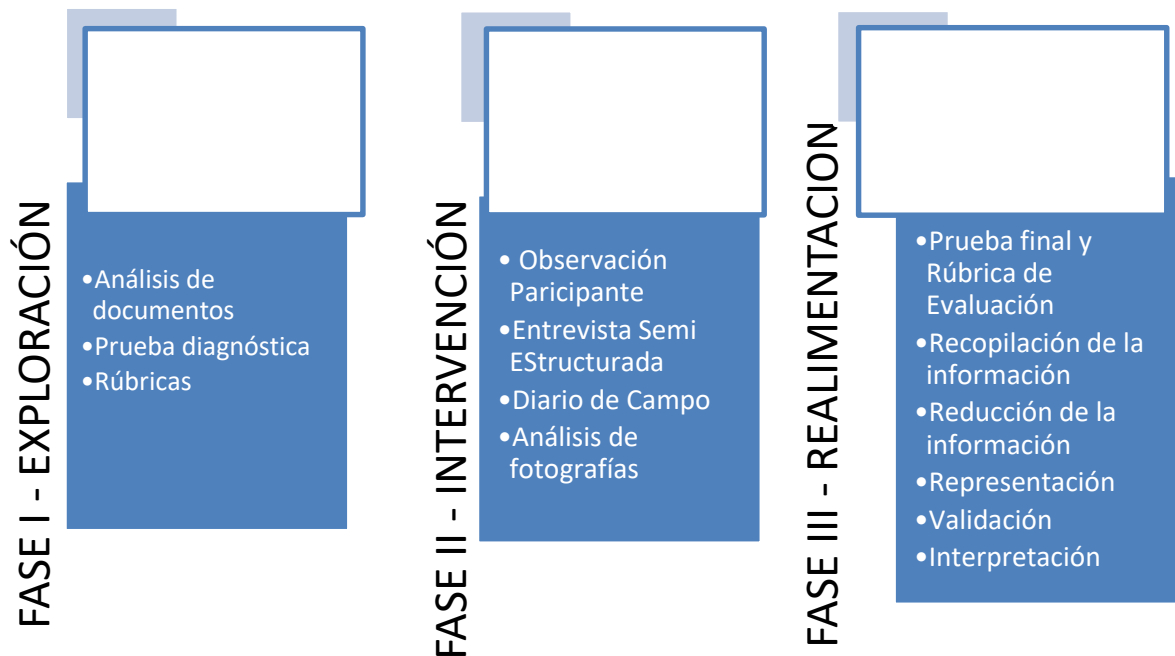 FASE I - EXPLORACIÓN
•Análisis de
documentos
•Prueba diagnóstica
•Rúbricas
FASE II - INTERVENCIÓN
• Observación
Paricipante
•Entrevista Semi
EStructurada
•Diario de Campo
•Análisis de
fotografías
FASE III - REALIMENTACION
•Prueba final y
Rúbrica de
Evaluación
•Recopilación de la
información
•Reducción de la
información
•Representación
•Validación
•Interpretación